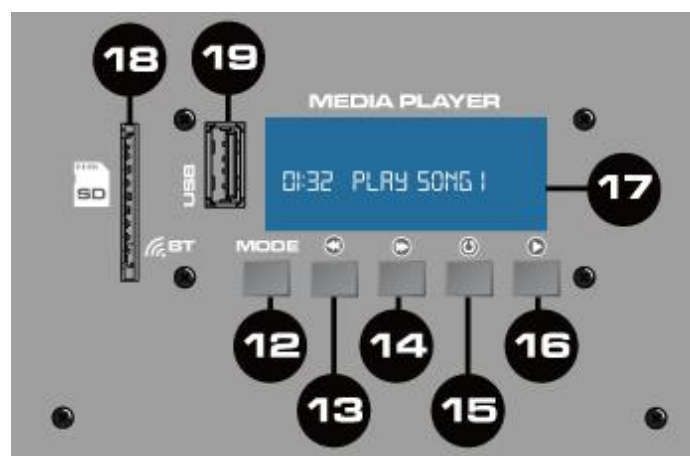 18
19
MEDIA PLAYER
SD
USB
01:32 PLAY SONG 1
17
BT
MODE
12
14
16
13
15